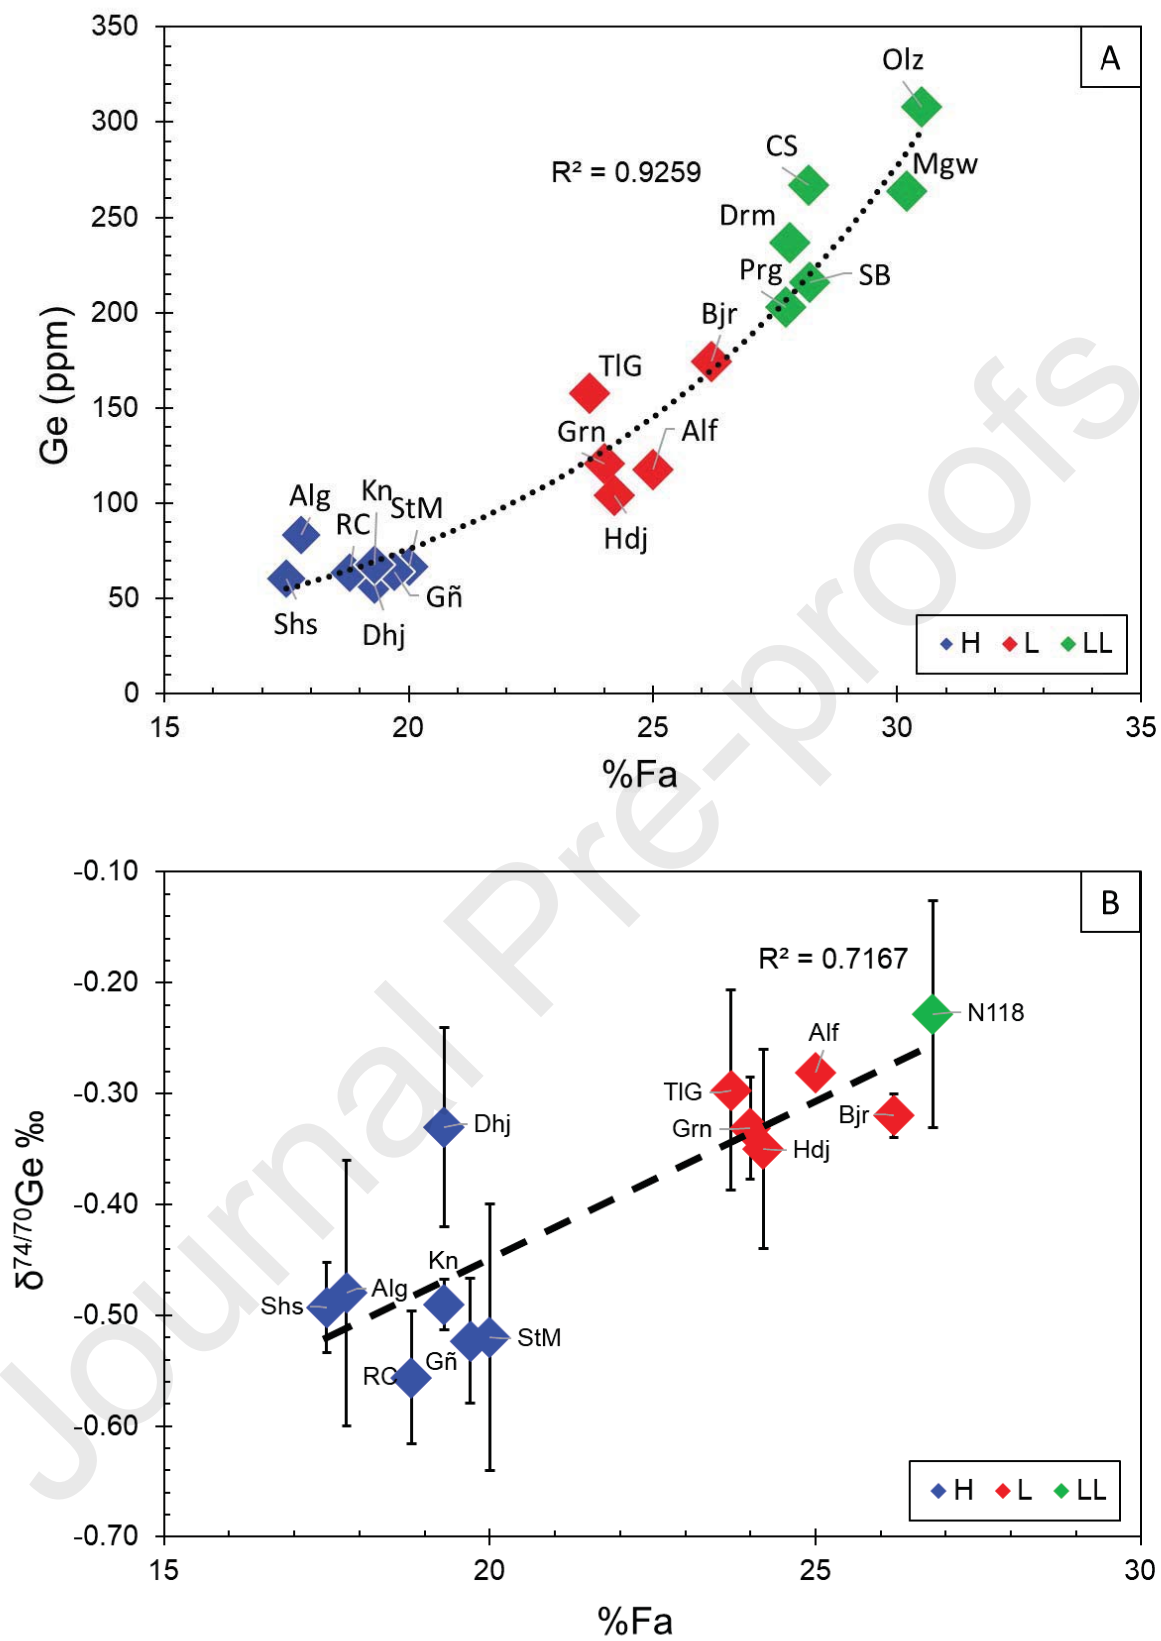 A
350
300
250
200
150
100
50
0
Ge (ppm)
R² = 0.9259
Olz
CS
Mgw
Drm
Prg
SB
Bjr
TlG
Grn
Alf
Hdj
Alg
RC
Kn
StM
Shs
Dhj
Gñ
H L LL
15 20 25 30 35
%Fa
B
-0.10
-0.20
-0.30
-0.40
-0.50
-0.60
-0.70
δ74/70Ge ‰
R² = 0.7167
N118
Alf
TlG
Bjr
Grn
Hdj
Dhj
Kn
Alg
Shs
StM
Gñ
RC
H L LL
15 20 25 30
%Fa
Journal Pre-proofs